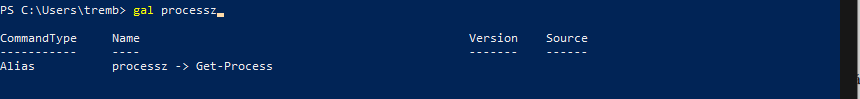 PS C:\Users\tremb> gal processz
CommandType     Name                                               Version    Source
-----------     ----                                               -------    ------
Alias           processz -> Get-Process